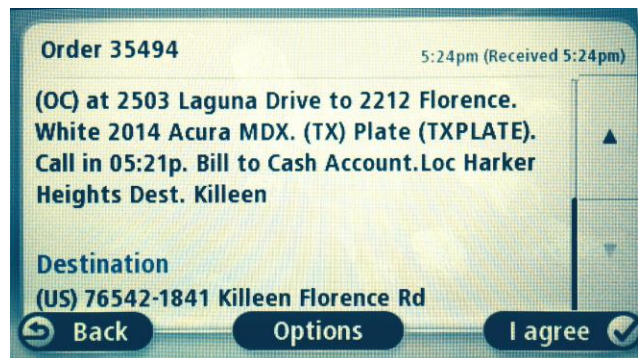 Order 35494
5:24pm (Received 5:24pm)
(OC) at 2503 Laguna Drive to 2212 Florence.
White 2014 Acura MDX. (TX) Plate (TXPLATE).
Call in 05:21p. Bill to Cash Account.Loc Harker
Heights Dest. Killeen
Destination
(US) 76542-1841 Killeen Florence Rd
Back
Options
I agree